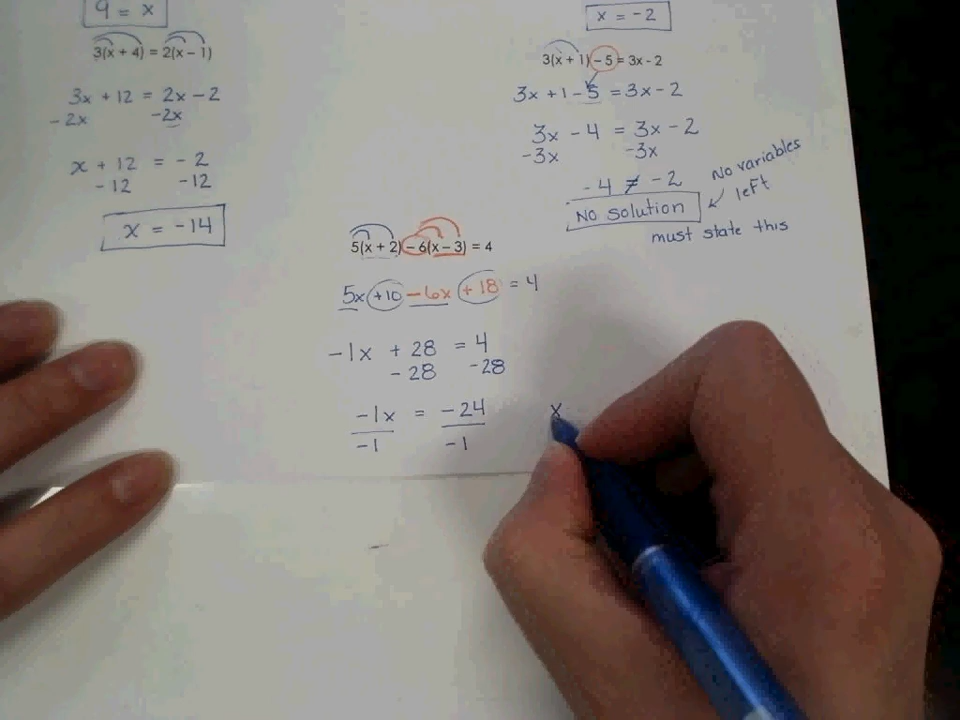 9 = x
3(x + 4) = 2(x - 1)
3x + 12 = 2x - 2
- 2x -2x
x + 12 = - 2
- 12 -12
x = -14
x = -2
3(x + 1) - 5 = 3x - 2
3x + 1 - 5 = 3x - 2
3x - 4 = 3x - 2
-3x -3x
-4 ≠ -2
No solution
No variables
left
must state this
5(x + 2) - 6(x - 3) = 4
5x +10 - 6x + 18 = 4
-1x + 28 = 4
- 28 -28
-1x = -24
-1 -1
x